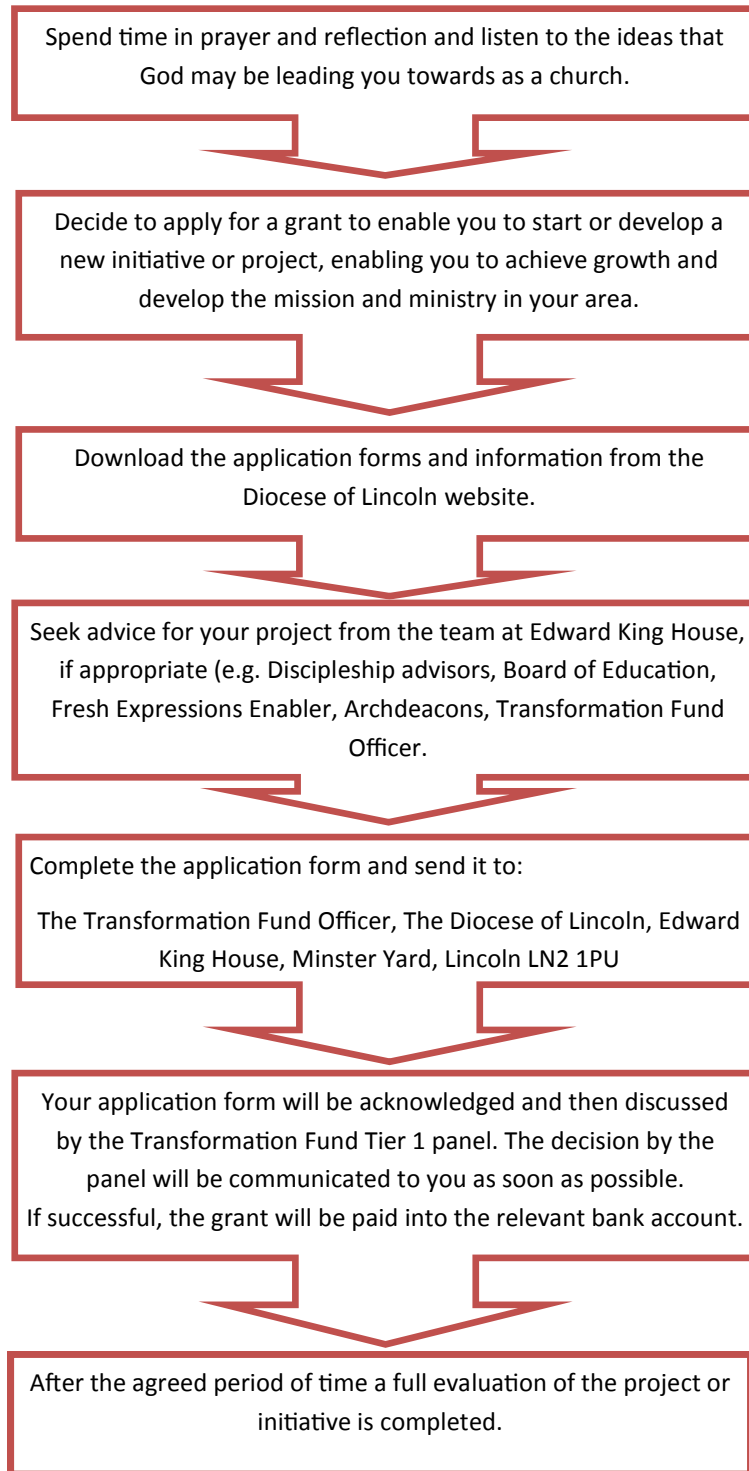 Spend time in prayer and reflection and listen to the ideas that
God may be leading you towards as a church.
Decide to apply for a grant to enable you to start or develop a
new initiative or project, enabling you to achieve growth and
develop the mission and ministry in your area.
Download the application forms and information from the
Diocese of Lincoln website.
Seek advice for your project from the team at Edward King House,
if appropriate (e.g. Discipleship advisors, Board of Education,
Fresh Expressions Enabler, Archdeacons, Transformation Fund
Officer.
Complete the application form and send it to:
The Transformation Fund Officer, The Diocese of Lincoln, Edward
King House, Minster Yard, Lincoln LN2 1PU
Your application form will be acknowledged and then discussed
by the Transformation Fund Tier 1 panel. The decision by the
panel will be communicated to you as soon as possible.
If successful, the grant will be paid into the relevant bank account.
After the agreed period of time a full evaluation of the project or
initiative is completed.